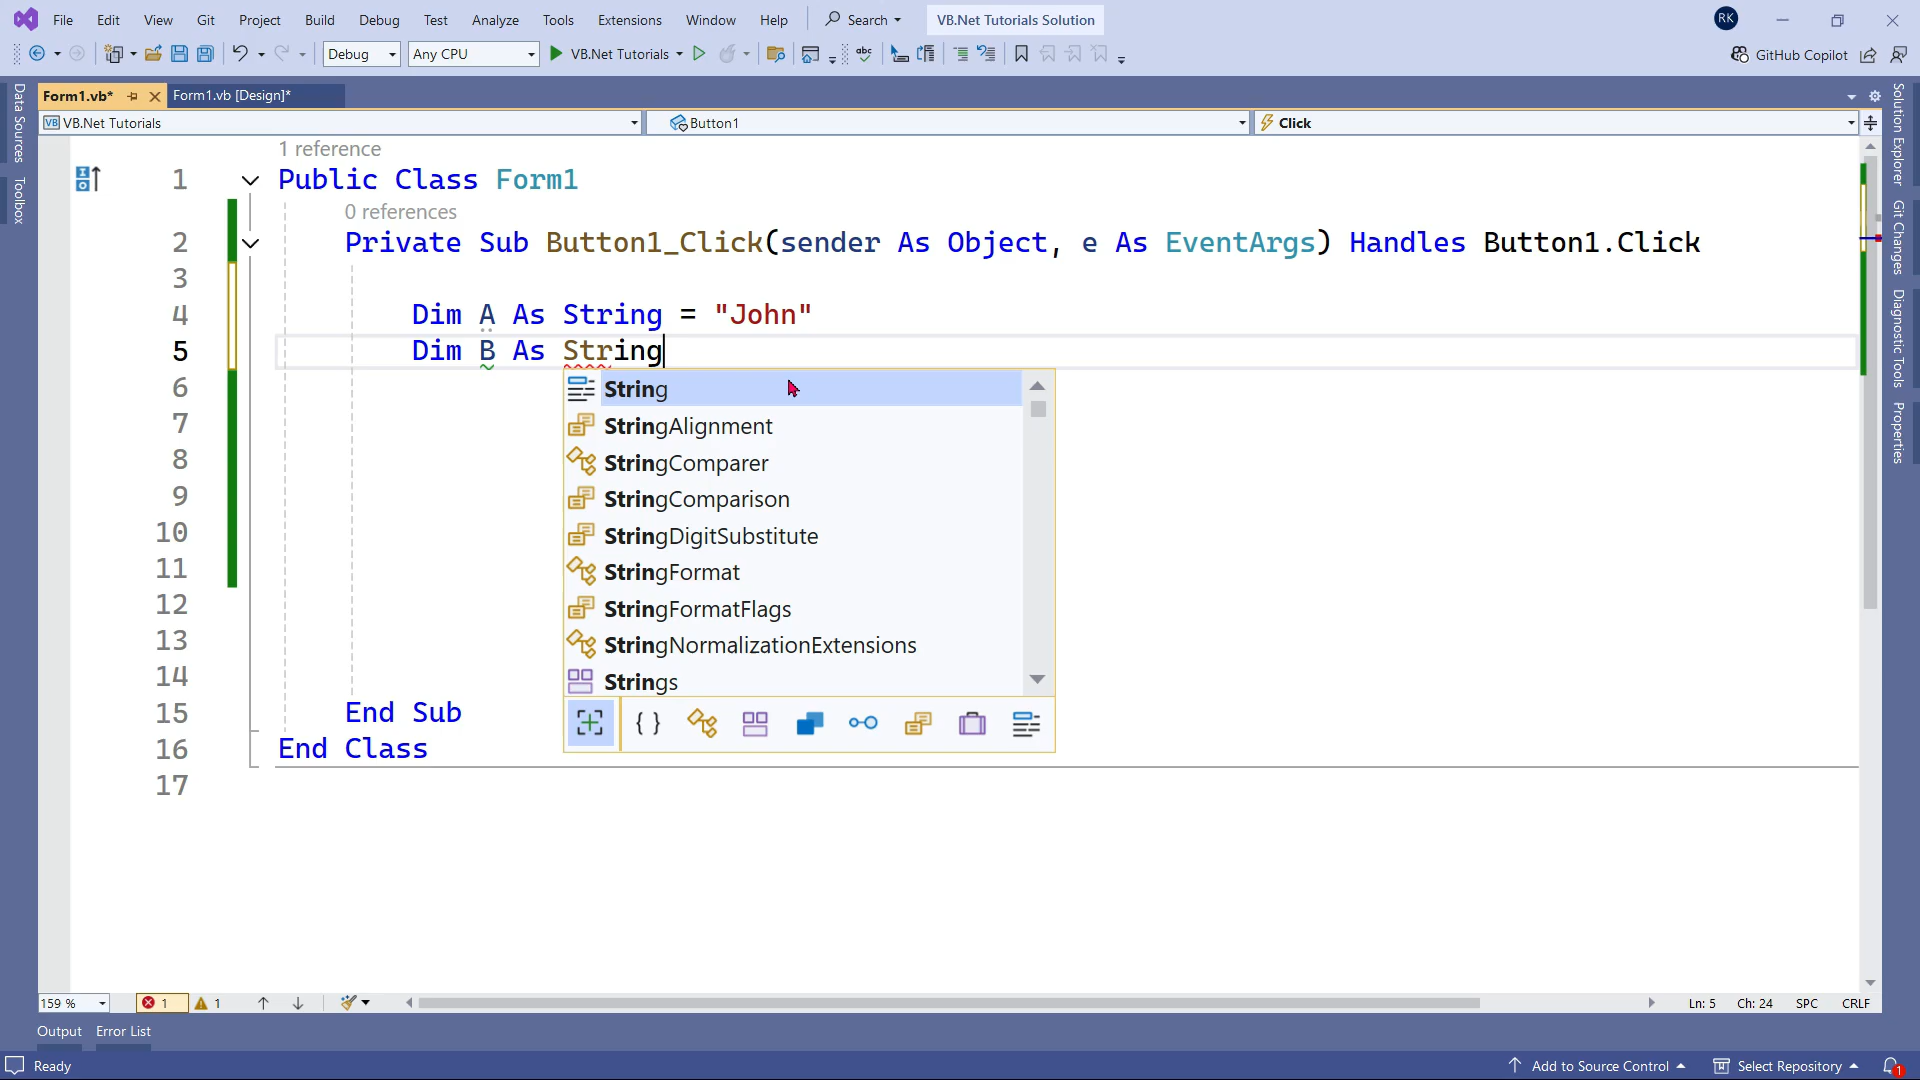 File Edit View Git Project Build Debug Test Analyze Tools Extensions Window Help Search VB.Net Tutorials Solution RK
Debug Any CPU VB.Net Tutorials abc GitHub Copilot
Form1.vb* Form1.vb [Design]*
VB VB.Net Tutorials Button1 Click
Data Sources
Toolbox
1 reference
1 Public Class Form1
0 references
2 Private Sub Button1_Click(sender As Object, e As EventArgs) Handles Button1.Click
3
4 Dim A As String = "John"
5 Dim B As String
6 String
7 StringAlignment
8 StringComparer
9 StringComparison
10 StringDigitSubstitute
11 StringFormat
12 StringFormatFlags
13 StringNormalizationExtensions
14 Strings
15 End Sub
16 End Class
17
Solution Explorer
Git Changes
Diagnostic Tools
Properties
159 % 1 1 Ln: 5 Ch: 24 SPC CRLF
Output Error List
Ready Add to Source Control Select Repository 1